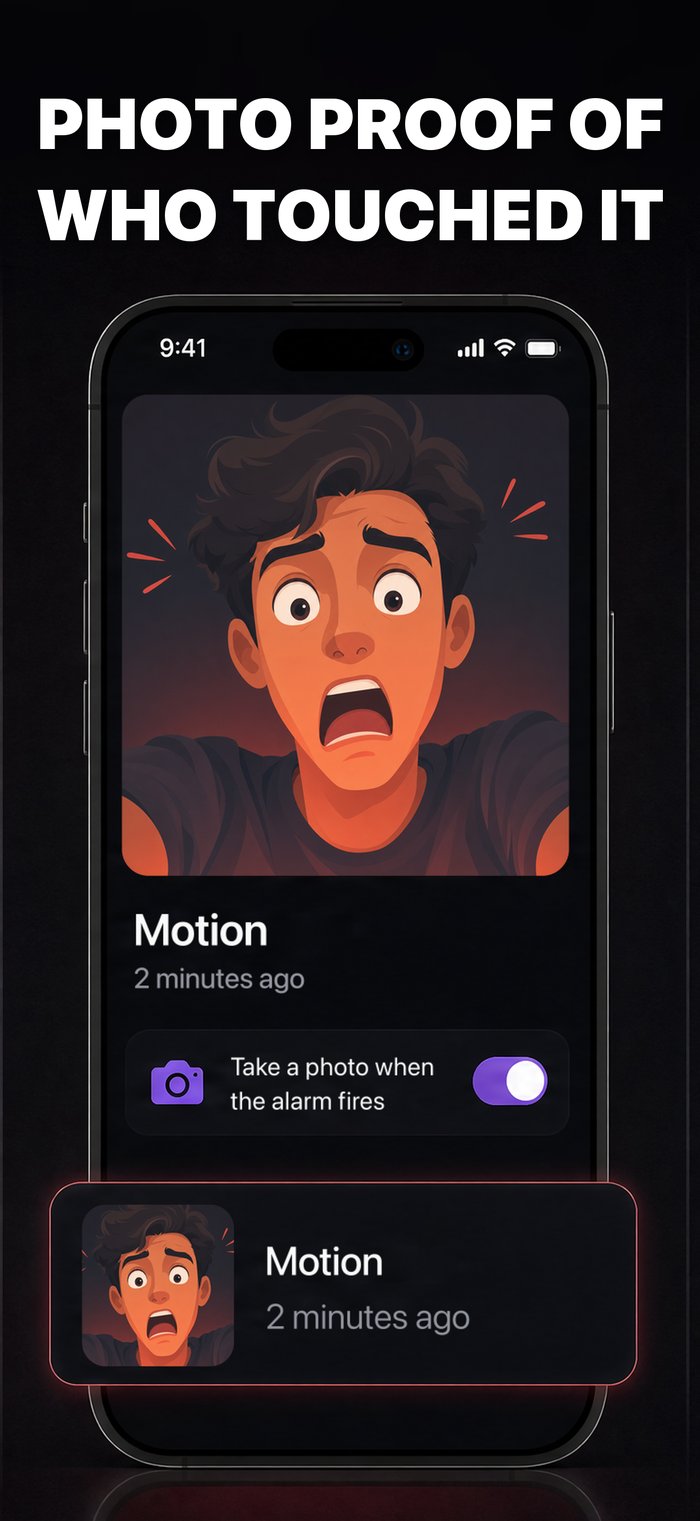 PHOTO PROOF OF
WHO TOUCHED IT
9:41
Motion
2 minutes ago
Take a photo when
the alarm fires
Motion
2 minutes ago